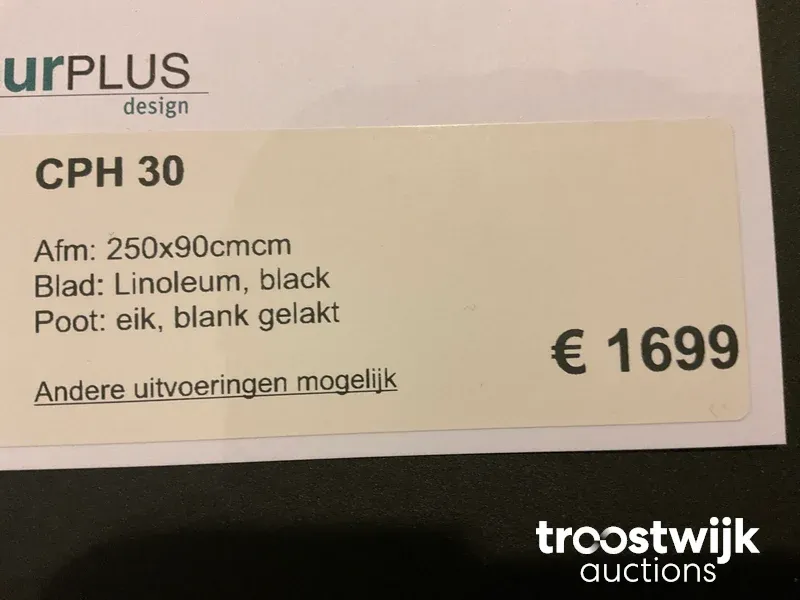 urPLUS
design
CPH 30
Afm: 250x90cmcm
Blad: Linoleum, black
Poot: eik, blank gelakt
€ 1699
Andere uitvoeringen mogelijk
troostwijk
auctions